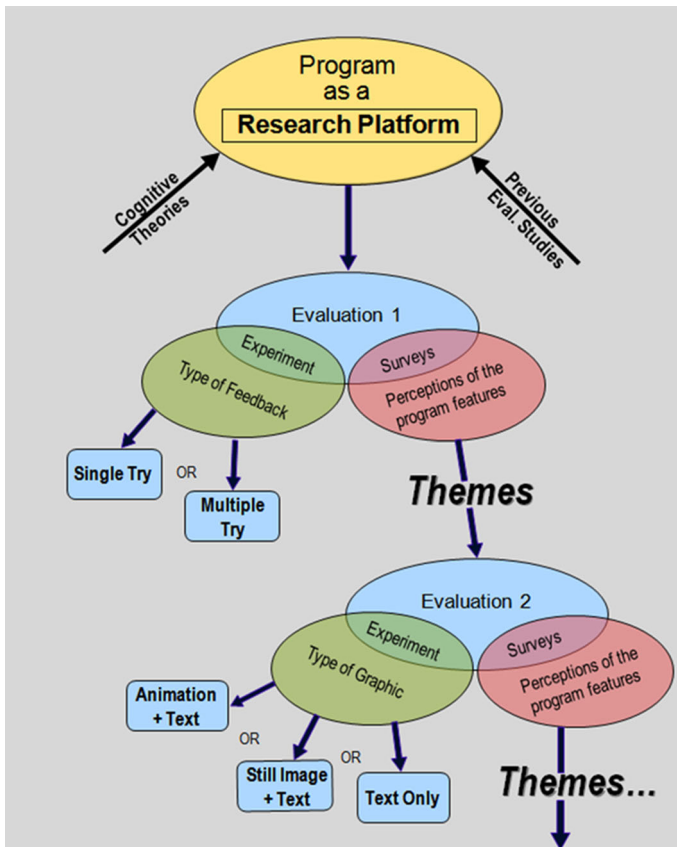 Program
as a
Research Platform
Cognitive
Theories
Previous
Eval. Studies
Evaluation 1
Experiment
Surveys
Type of Feedback
Perceptions of the
program features
Single Try
OR
Multiple
Try
Themes
Evaluation 2
Experiment
Surveys
Type of Graphic
Perceptions of the
program features
Animation
+ Text
OR
Still Image
+ Text
OR
Text Only
Themes...